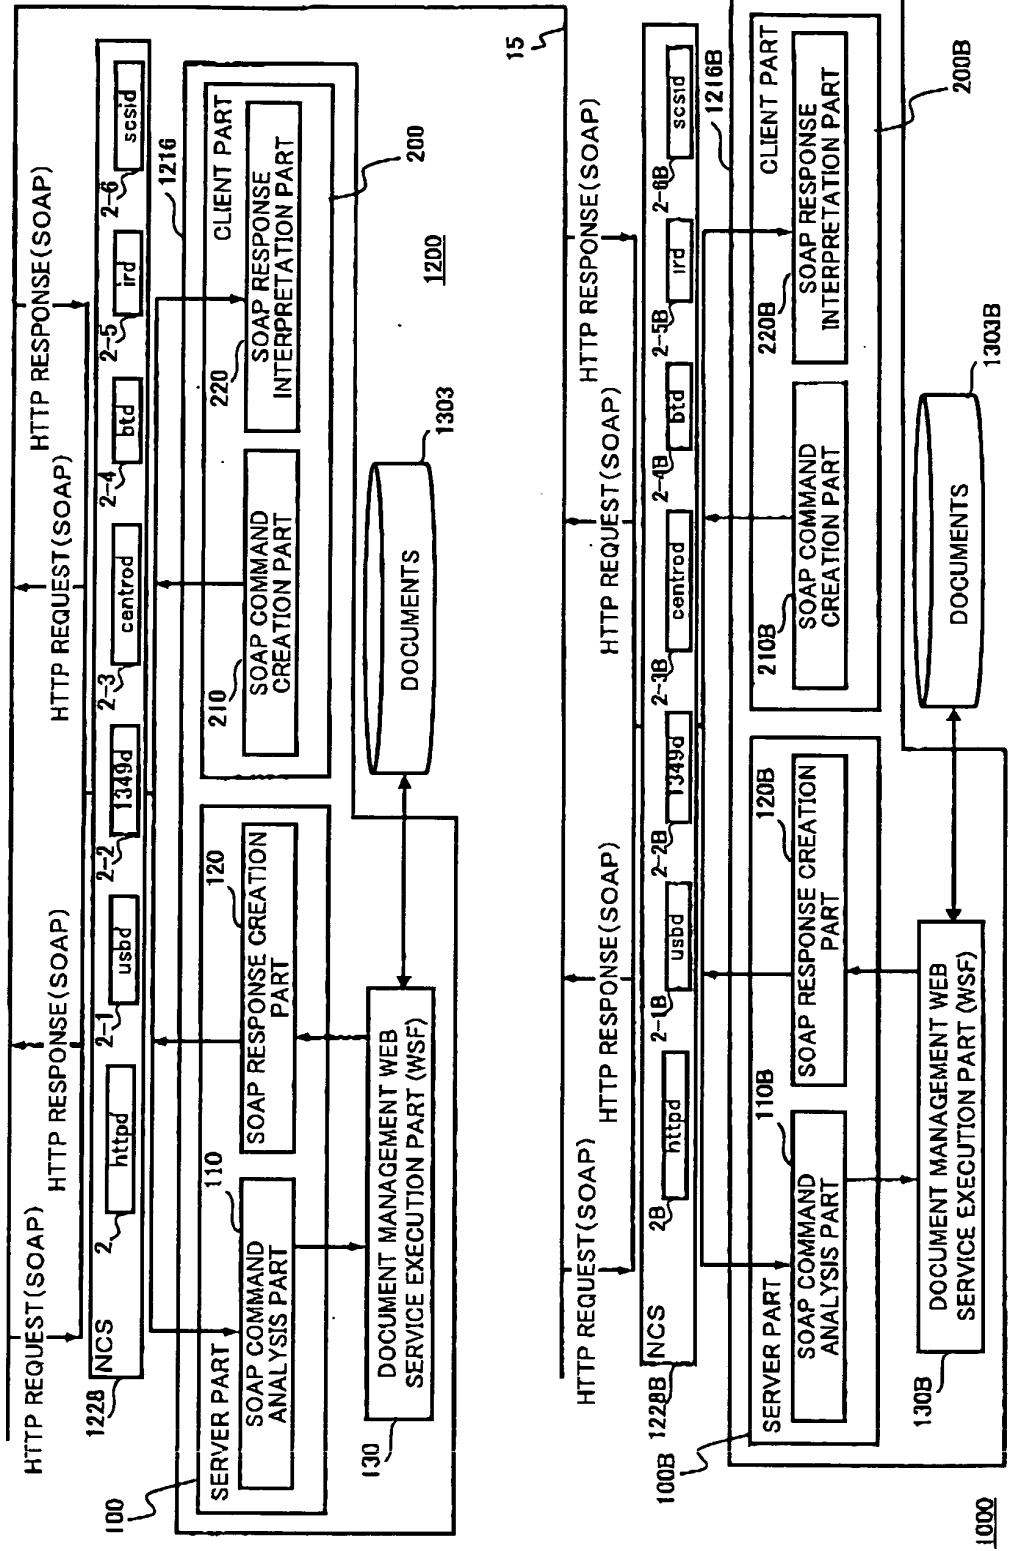 HTTP REQUEST(SOAP)
HTTP RESPONSE(SOAP)
HTTP REQUEST(SOAP)
HTTP RESPONSE(SOAP)
1228
NCS
2
httpd
2-1
usbd
2-2
1349d
2-3
centrod
2-4
btd
2-5
ird
2-6
scsid
1216
100
SERVER PART
110
SOAP COMMAND
ANALYSIS PART
120
SOAP RESPONSE CREATION
PART
CLIENT PART
200
210
SOAP COMMAND
CREATION PART
220
SOAP RESPONSE
INTERPRETATION PART
130
DOCUMENT MANAGEMENT WEB
SERVICE EXECUTION PART (WSF)
DOCUMENTS
1303
1200
15
HTTP REQUEST(SOAP)
HTTP RESPONSE(SOAP)
HTTP REQUEST(SOAP)
HTTP RESPONSE(SOAP)
1228B
NCS
2B
httpd
2-1B
usbd
2-2B
1349d
2-3B
centrod
2-4B
btd
2-5B
ird
2-6B
scsid
1216B
100B
SERVER PART
110B
SOAP COMMAND
ANALYSIS PART
120B
SOAP RESPONSE CREATION
PART
CLIENT PART
200B
210B
SOAP COMMAND
CREATION PART
220B
SOAP RESPONSE
INTERPRETATION PART
130B
DOCUMENT MANAGEMENT WEB
SERVICE EXECUTION PART (WSF)
DOCUMENTS
1303B
1000